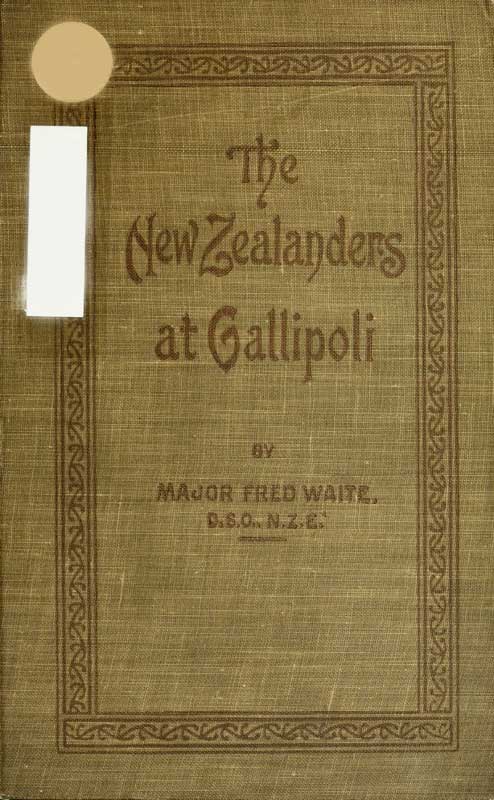 The
New Zealanders
at Gallipoli
BY
MAJOR FRED WAITE,
D.S.O., N.Z.E.